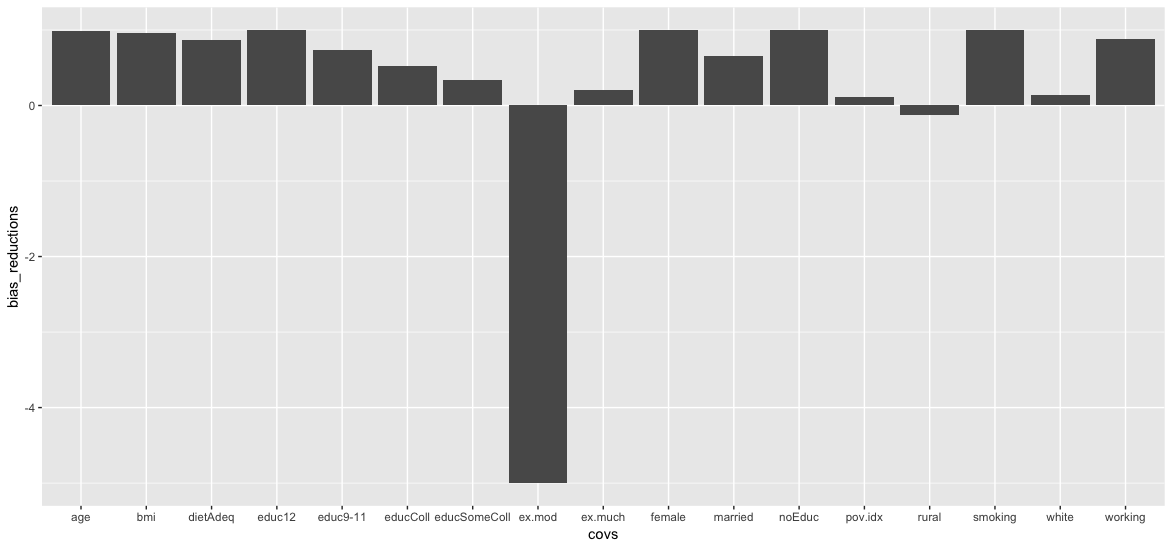 bias_reductions
0
-2
-4
age bmi dietAdeq educ12 educ9-11 educColl educSomeColl ex.mod ex.much female married noEduc pov.idx rural smoking white working
covs